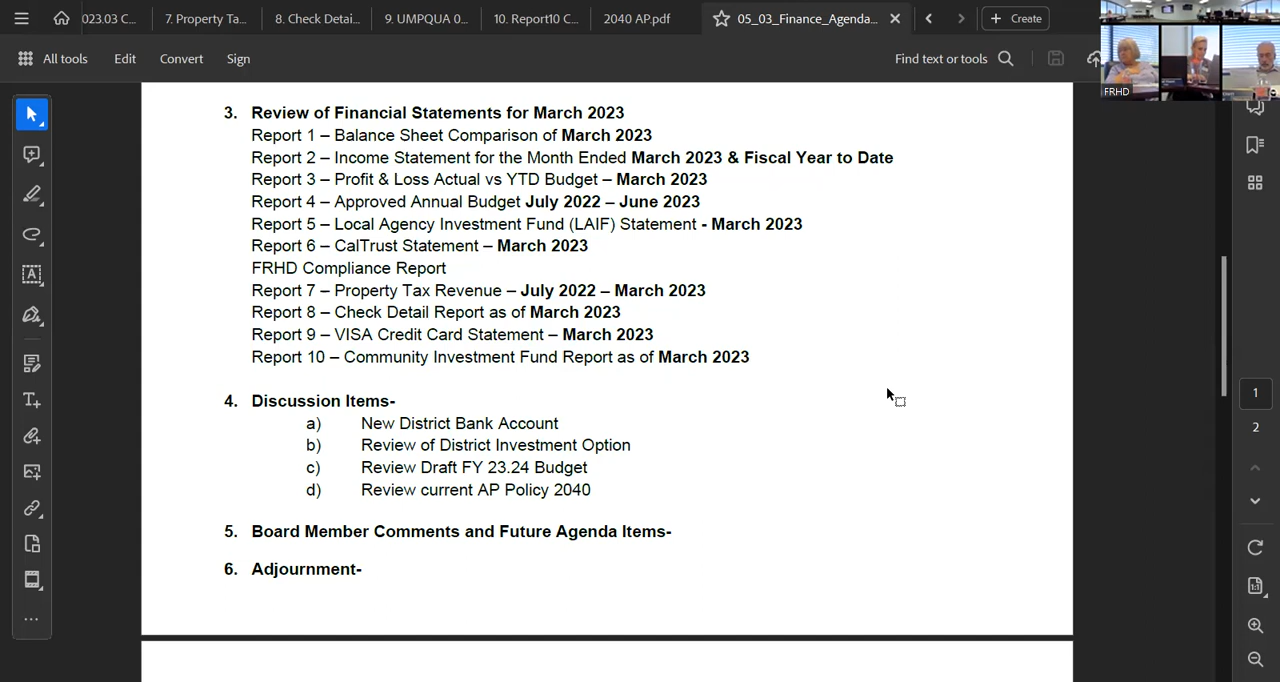 023.03 C...
7. Property Ta...
8. Check Detai...
9. UMPQUA 0...
10. Report10 C...
2040 AP.pdf
05_03_Finance_Agenda...
Create
All tools
Edit
Convert
Sign
Find text or tools
FRHD
3. Review of Financial Statements for March 2023
Report 1 – Balance Sheet Comparison of March 2023
Report 2 – Income Statement for the Month Ended March 2023 & Fiscal Year to Date
Report 3 – Profit & Loss Actual vs YTD Budget – March 2023
Report 4 – Approved Annual Budget July 2022 – June 2023
Report 5 – Local Agency Investment Fund (LAIF) Statement - March 2023
Report 6 – CalTrust Statement – March 2023
FRHD Compliance Report
Report 7 – Property Tax Revenue – July 2022 – March 2023
Report 8 – Check Detail Report as of March 2023
Report 9 – VISA Credit Card Statement – March 2023
Report 10 – Community Investment Fund Report as of March 2023
4. Discussion Items-
a) New District Bank Account
b) Review of District Investment Option
c) Review Draft FY 23.24 Budget
d) Review current AP Policy 2040
5. Board Member Comments and Future Agenda Items-
6. Adjournment-
1
2